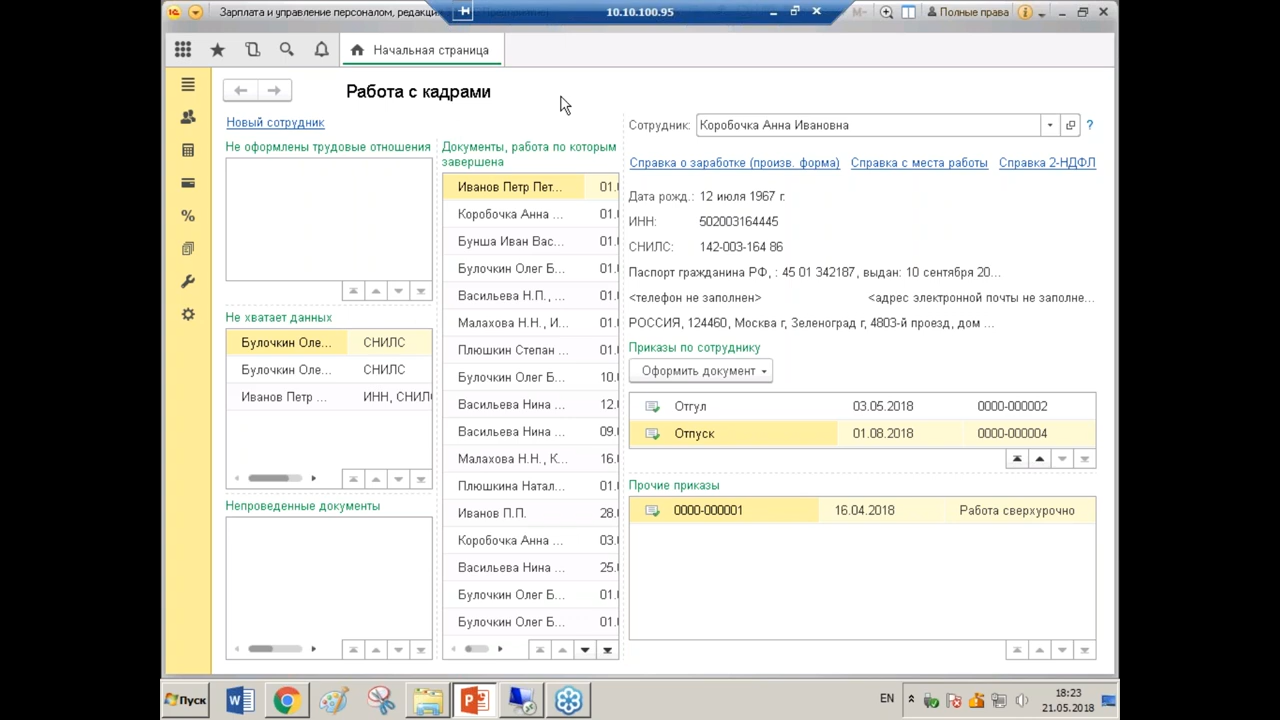 Зарплата и управление персоналом, редакция
10.10.100.95
Полные права
Начальная страница
Работа с кадрами
Новый сотрудник
Не оформлены трудовые отношения
Не хватает данных
Булочкин Оле... СНИЛС
Булочкин Оле... СНИЛС
Иванов Петр ... ИНН, СНИЛС
Непроведенные документы
Документы, работа по которым
завершена
Иванов Петр Пет... 01.
Коробочка Анна ... 01.
Бунша Иван Вас... 01.
Булочкин Олег Б... 01.
Васильева Н.П., ... 01.
Малахова Н.Н., И... 01.
Плюшкин Степан ... 01.
Булочкин Олег Б... 10.
Васильева Нина ... 12.
Васильева Нина ... 09.
Малахова Н.Н., К... 16.
Плюшкина Натал... 01.
Иванов П.П. 28.
Коробочка Анна ... 03.
Васильева Нина ... 25.
Булочкин Олег Б... 01.
Булочкин Олег Б... 01.
Сотрудник: Коробочка Анна Ивановна ?
Справка о заработке (произв. форма) Справка с места работы Справка 2-НДФЛ
Дата рожд.: 12 июля 1967 г.
ИНН: 502003164445
СНИЛС: 142-003-164 86
Паспорт гражданина РФ, : 45 01 342187, выдан: 10 сентября 20...
<телефон не заполнен> <адрес электронной почты не заполне...
РОССИЯ, 124460, Москва г, Зеленоград г, 4803-й проезд, дом ...
Приказы по сотруднику
Оформить документ
Отгул 03.05.2018 0000-000002
Отпуск 01.08.2018 0000-000004
Прочие приказы
0000-000001 16.04.2018 Работа сверхурочно
Пуск
EN
18:23
21.05.2018